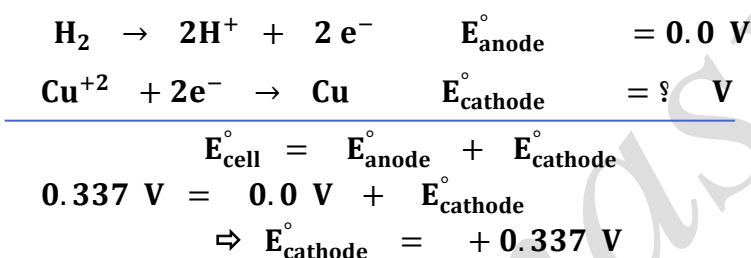 H₂ → 2H⁺ + 2 e⁻ E°anode = 0.0 V
Cu⁺² + 2e⁻ → Cu E°cathode = ؟ V
E°cell = E°anode + E°cathode
0.337 V = 0.0 V + E°cathode
⇨ E°cathode = + 0.337 V